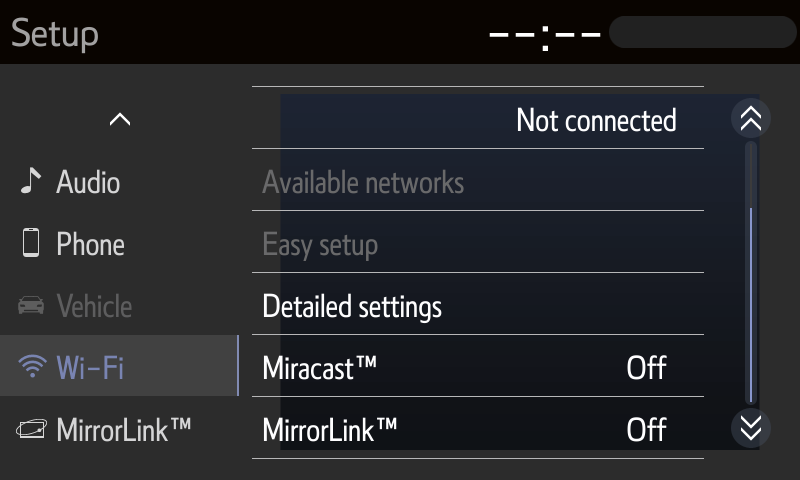 Setup
--:--
Not connected
Audio
Available networks
Phone
Easy setup
Vehicle
Detailed settings
Wi-Fi
Miracast™ Off
MirrorLink™
MirrorLink™ Off